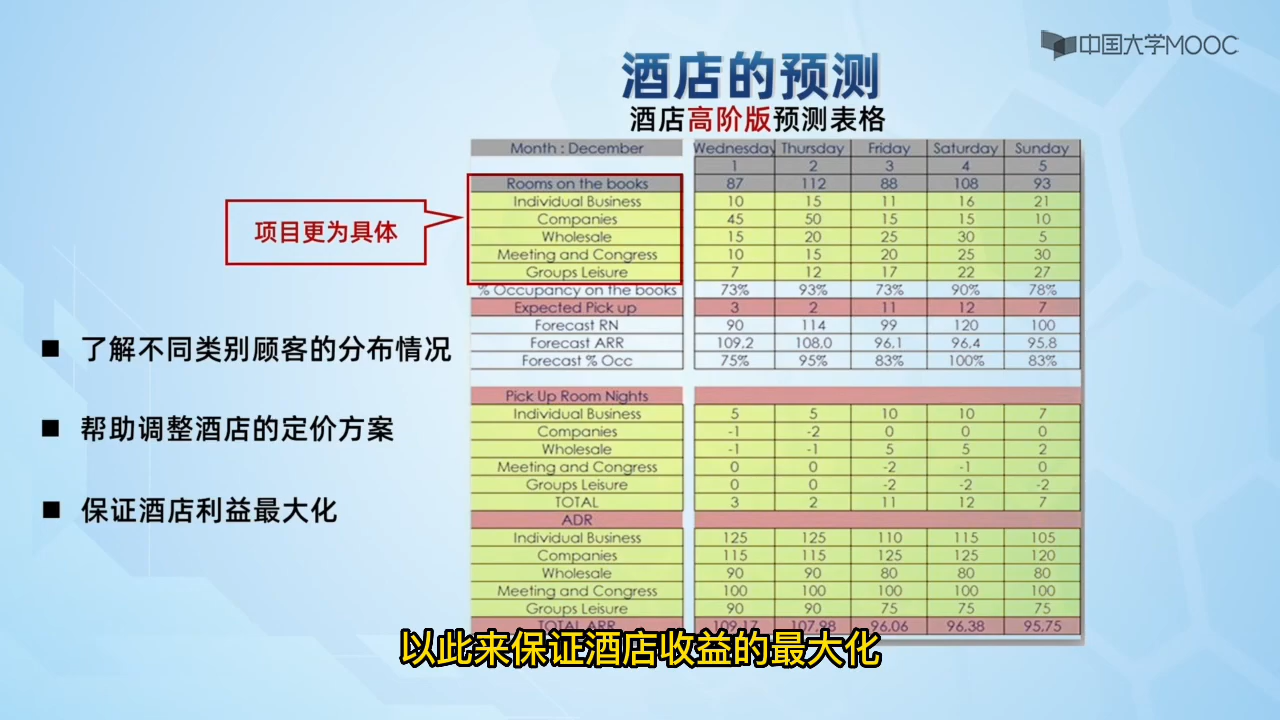 中国大学MOOC
酒店的预测
酒店高阶版预测表格
项目更为具体
■ 了解不同类别顾客的分布情况
■ 帮助调整酒店的定价方案
■ 保证酒店利益最大化
Month : December Wednesday Thursday Friday Saturday Sunday
1 2 3 4 5
Rooms on the books 87 112 88 108 93
Individual Business 10 15 11 16 21
Companies 45 50 15 15 10
Wholesale 15 20 25 30 5
Meeting and Congress 10 15 20 25 30
Groups Leisure 7 12 17 22 27
% Occupancy on the books 73% 93% 73% 90% 78%
Expected Pick up 3 2 11 12 7
Forecast RN 90 114 99 120 100
Forecast ARR 109.2 108.0 96.1 96.4 95.8
Forecast % Occ 75% 95% 83% 100% 83%
Pick Up Room Nights
Individual Business 5 5 10 10 7
Companies -1 -2 0 0 0
Wholesale -1 -1 5 5 2
Meeting and Congress 0 0 -2 -1 0
Groups Leisure 0 0 -2 -2 -2
TOTAL 3 2 11 12 7
ADR
Individual Business 125 125 110 115 105
Companies 115 115 125 125 120
Wholesale 90 90 80 80 80
Meeting and Congress 100 100 100 100 100
Groups Leisure 90 90 75 75 75
TOTAL ARR 109.17 107.98 96.06 96.38 95.75
以此来保证酒店收益的最大化